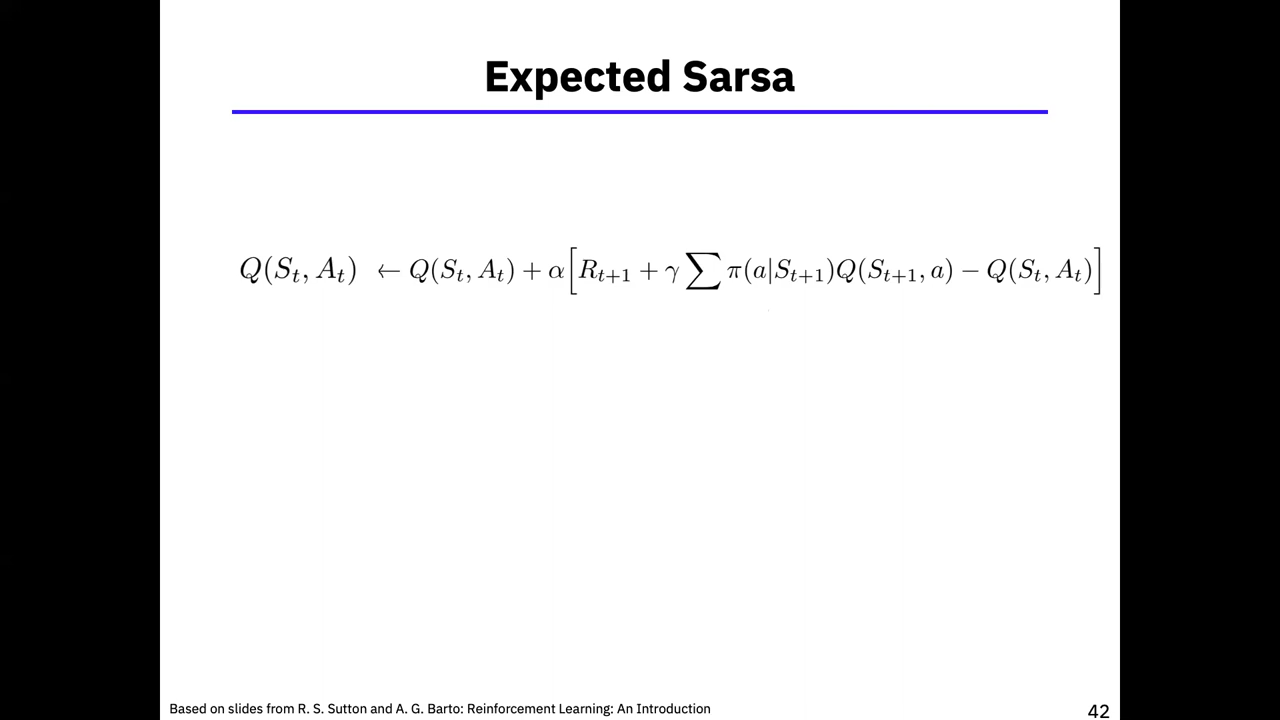 Expected Sarsa
Q(S_t, A_t) ← Q(S_t, A_t) + α[R_{t+1} + γ ∑ π(a|S_{t+1})Q(S_{t+1}, a) − Q(S_t, A_t)]
Based on slides from R. S. Sutton and A. G. Barto: Reinforcement Learning: An Introduction
42